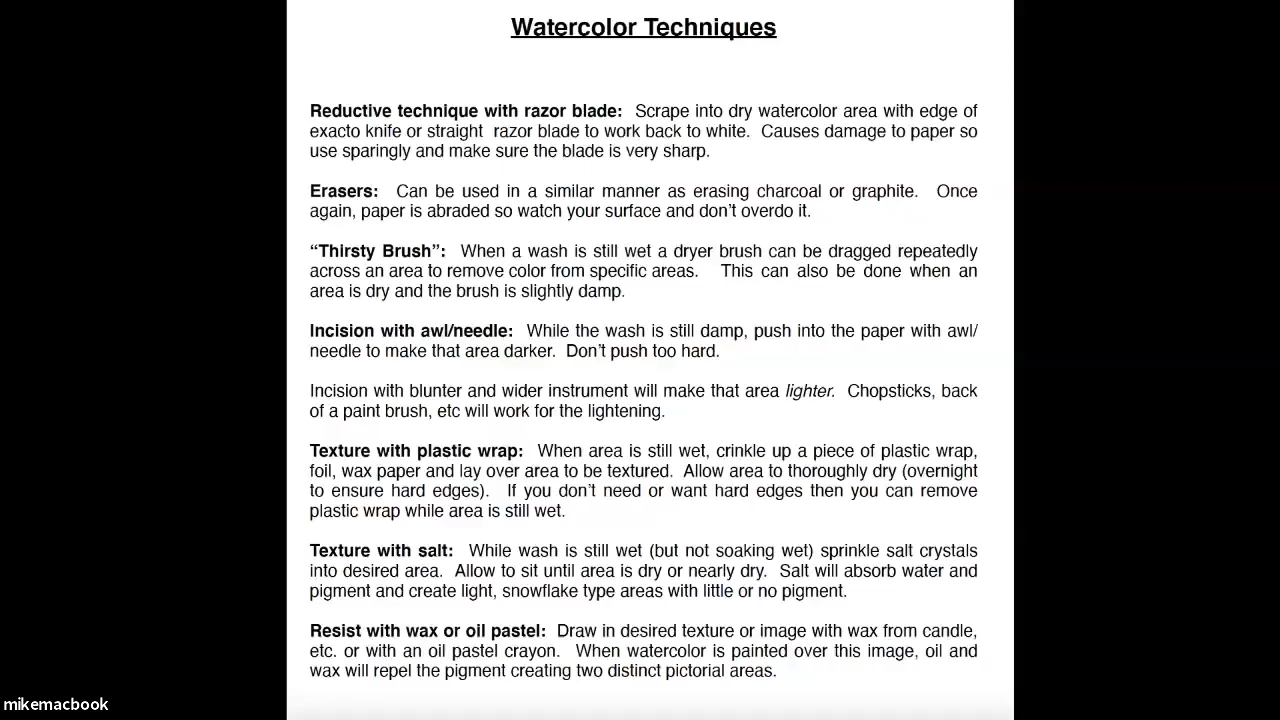 Watercolor Techniques
Reductive technique with razor blade: Scrape into dry watercolor area with edge of
exacto knife or straight razor blade to work back to white. Causes damage to paper so
use sparingly and make sure the blade is very sharp.
Erasers: Can be used in a similar manner as erasing charcoal or graphite. Once
again, paper is abraded so watch your surface and don’t overdo it.
“Thirsty Brush”: When a wash is still wet a dryer brush can be dragged repeatedly
across an area to remove color from specific areas. This can also be done when an
area is dry and the brush is slightly damp.
Incision with awl/needle: While the wash is still damp, push into the paper with awl/
needle to make that area darker. Don’t push too hard.
Incision with blunter and wider instrument will make that area lighter. Chopsticks, back
of a paint brush, etc will work for the lightening.
Texture with plastic wrap: When area is still wet, crinkle up a piece of plastic wrap,
foil, wax paper and lay over area to be textured. Allow area to thoroughly dry (overnight
to ensure hard edges). If you don’t need or want hard edges then you can remove
plastic wrap while area is still wet.
Texture with salt: While wash is still wet (but not soaking wet) sprinkle salt crystals
into desired area. Allow to sit until area is dry or nearly dry. Salt will absorb water and
pigment and create light, snowflake type areas with little or no pigment.
Resist with wax or oil pastel: Draw in desired texture or image with wax from candle,
etc. or with an oil pastel crayon. When watercolor is painted over this image, oil and
wax will repel the pigment creating two distinct pictorial areas.
mikemacbook